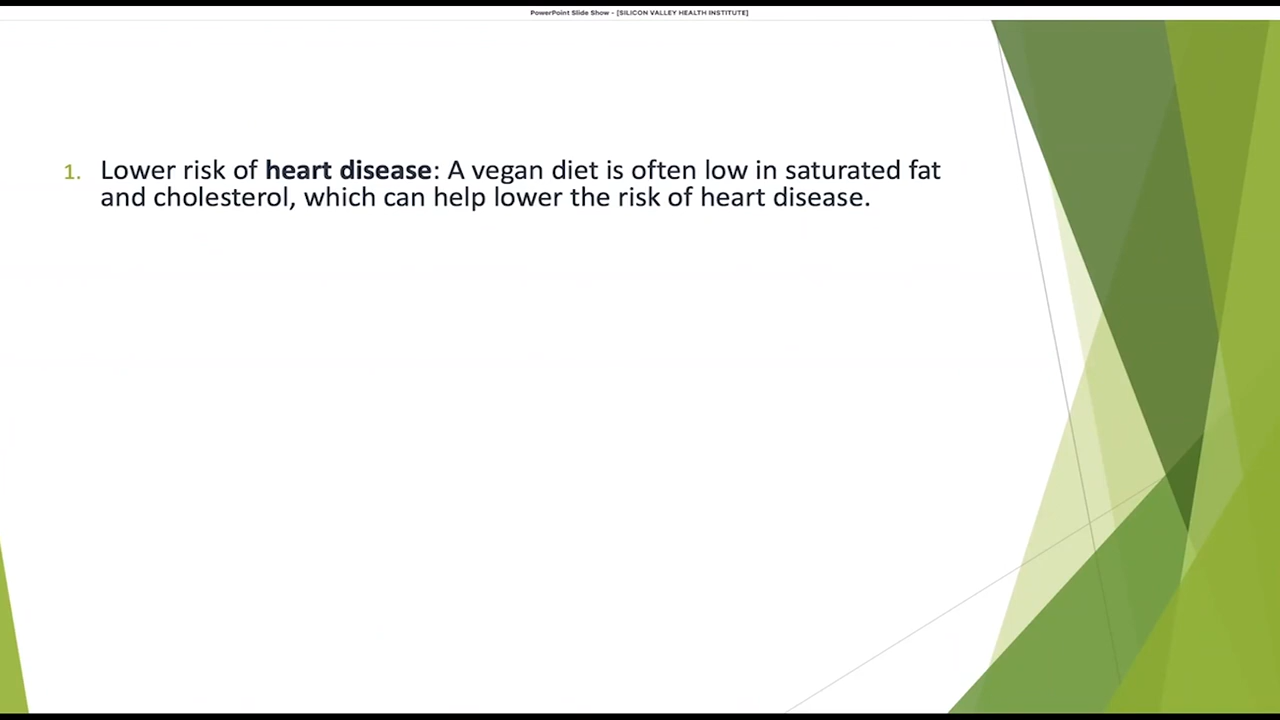 PowerPoint Slide Show - [SILICON VALLEY HEALTH INSTITUTE]
1. Lower risk of heart disease: A vegan diet is often low in saturated fat
and cholesterol, which can help lower the risk of heart disease.